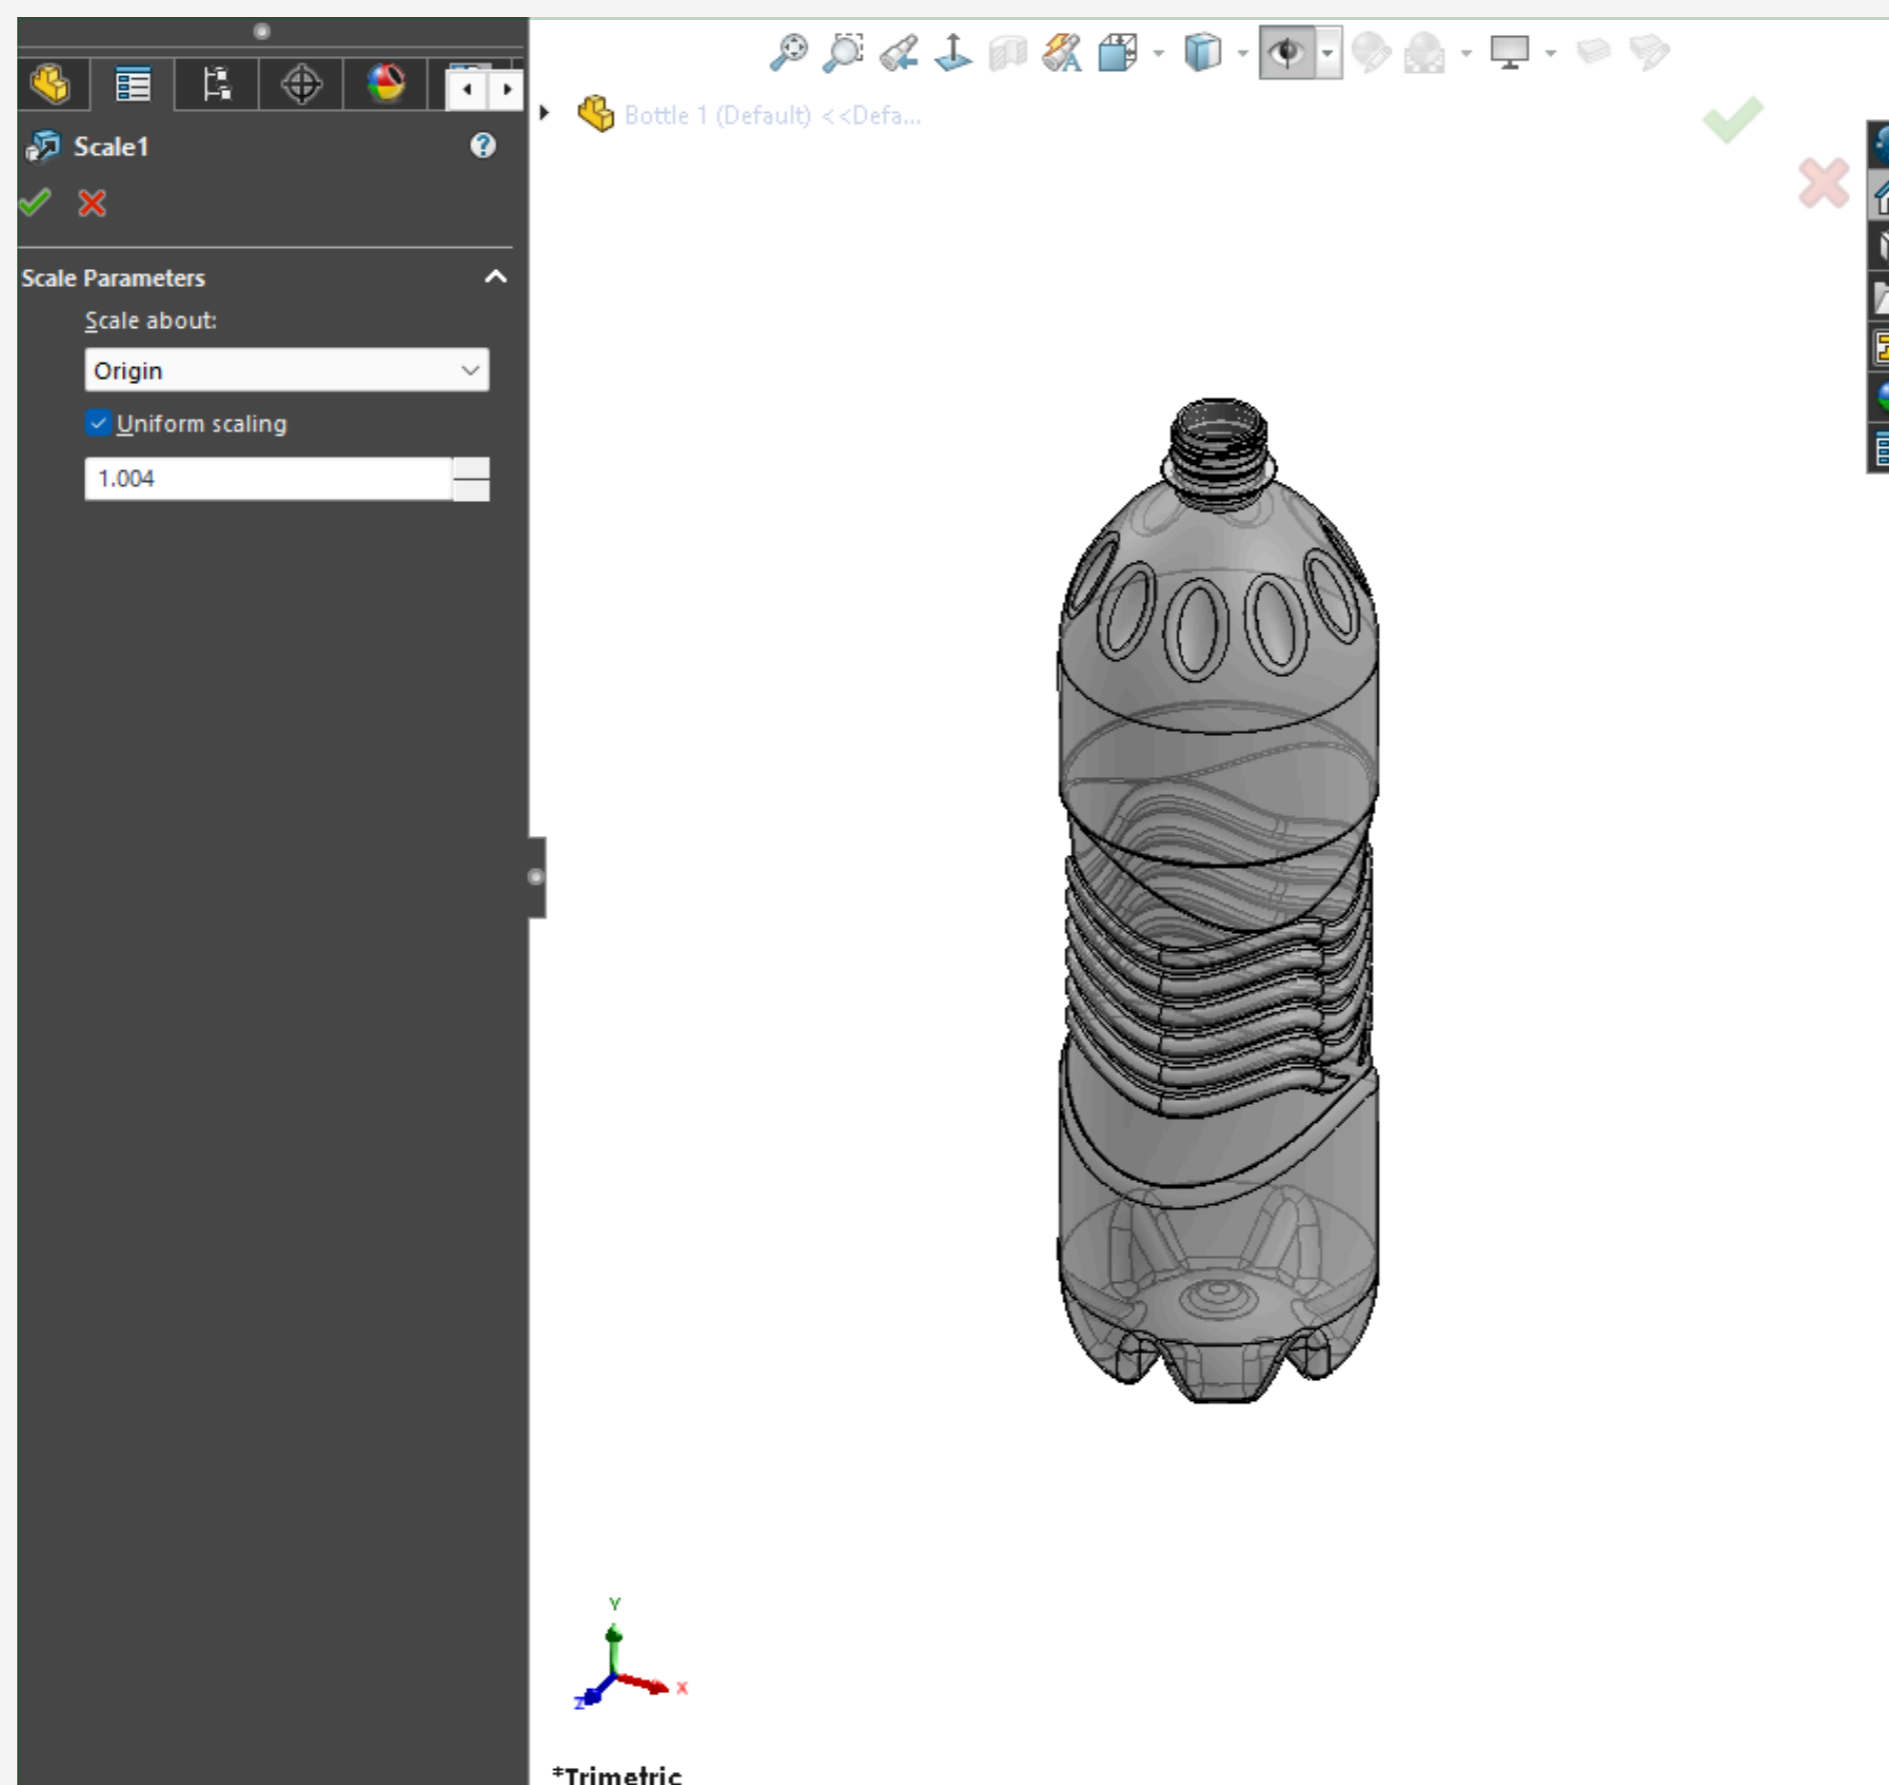 Bottle 1 (Default) <<Defa...
Scale1
Scale Parameters
Scale about:
Origin
Uniform scaling
1.004
Y
X
Z
*Trimetric